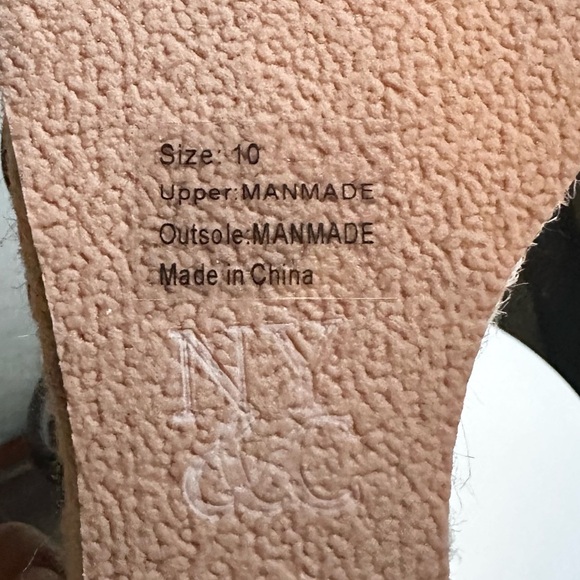 Size: 10
Upper:MANMADE
Outsole:MANMADE
Made in China
NY
&C